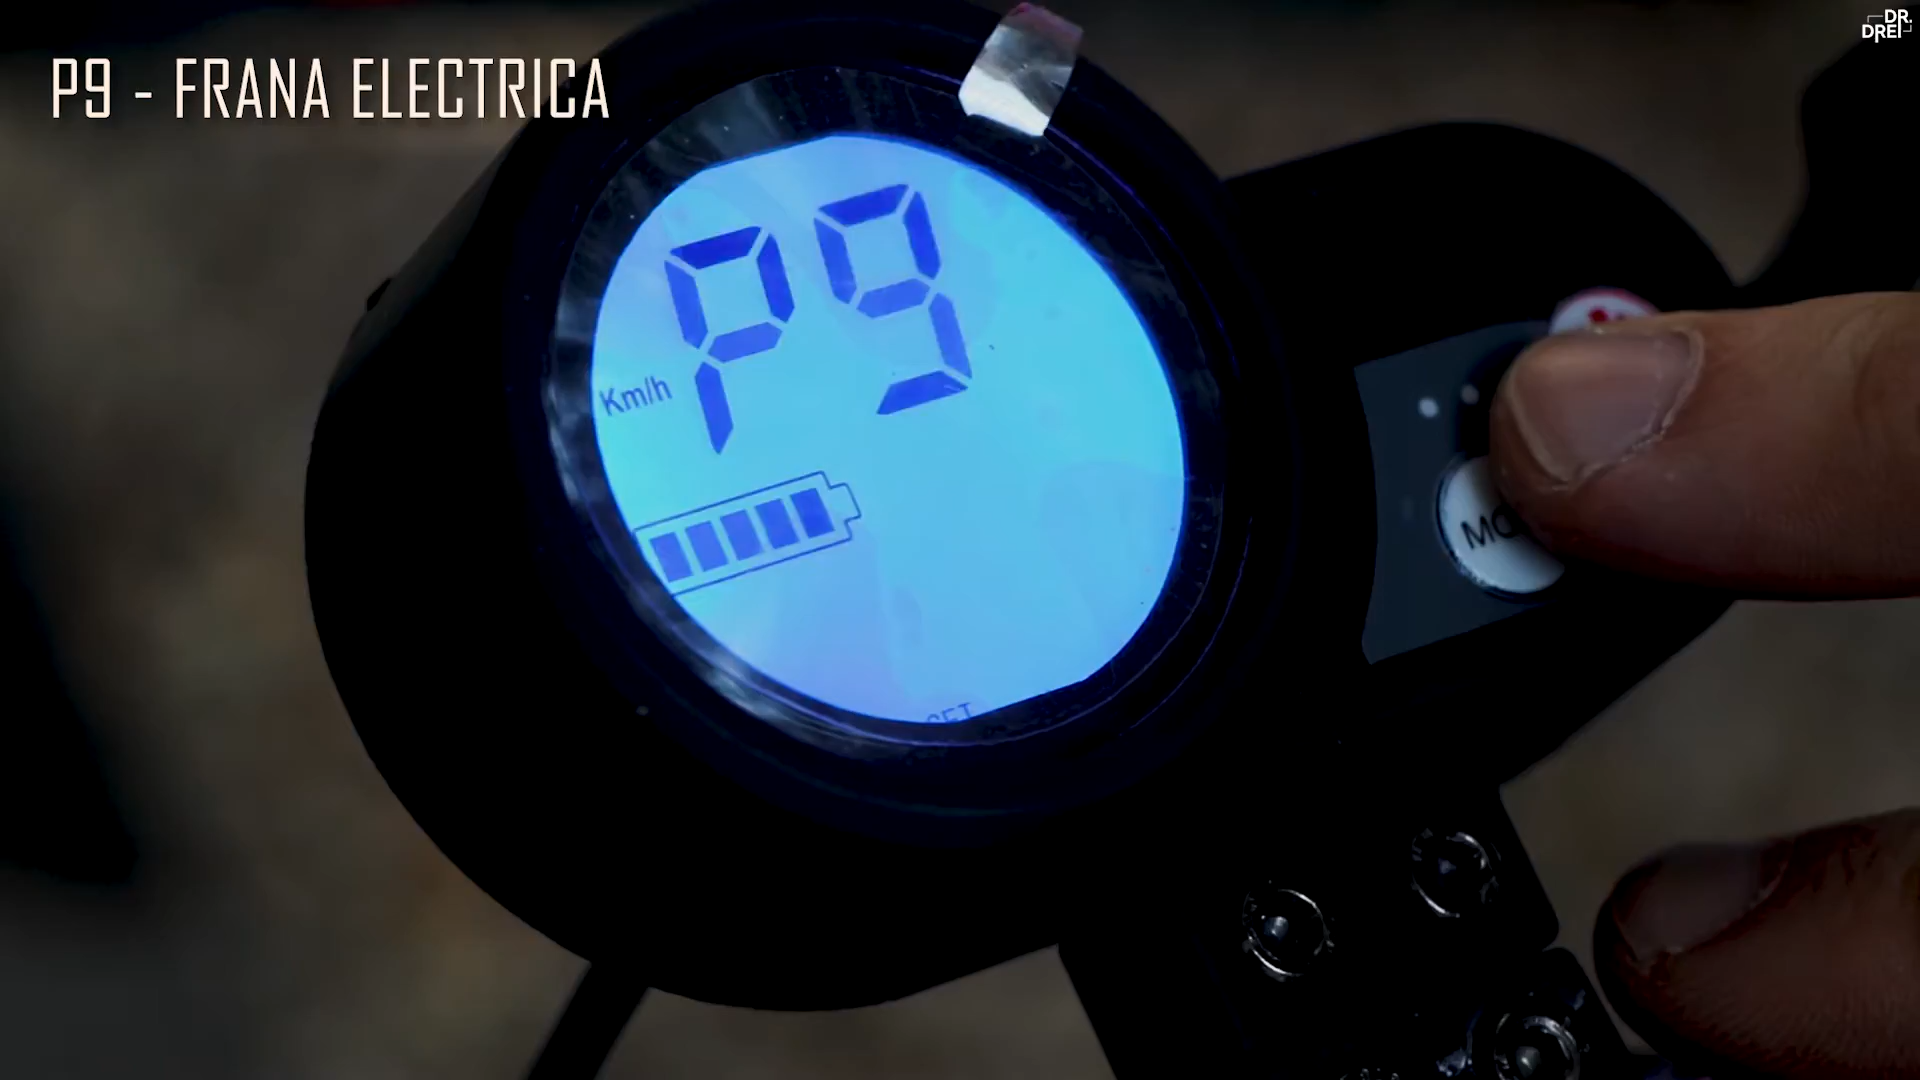 P9 - FRANA ELECTRICA
DR.
DREI
P9
Km/h